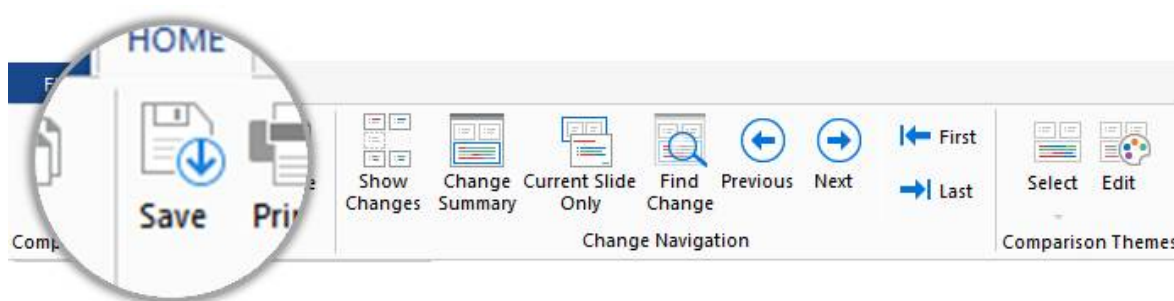 HOME
Save
Show Changes
Change Summary
Current Slide Only
Find Change
Previous
Next
First
Last
Change Navigation
Select
Edit
Comparison Themes